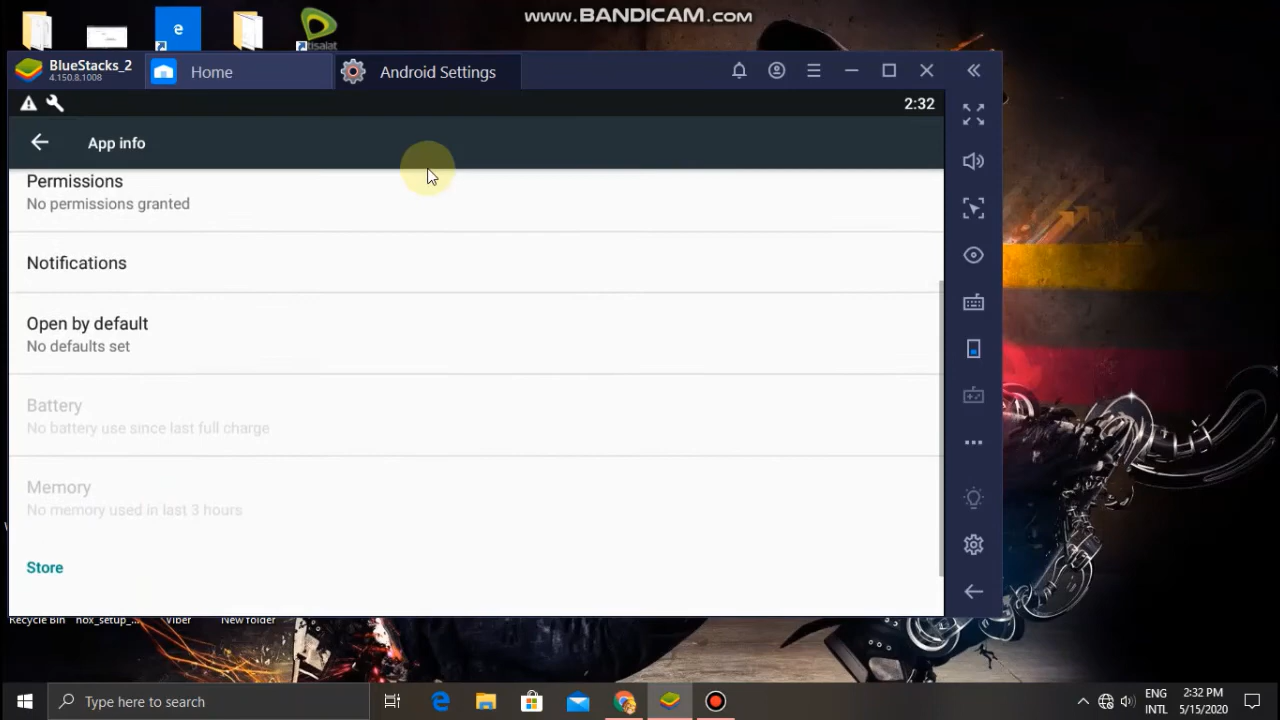 www.BANDICAM.com
etisalat
BlueStacks_2
4.150.8.1008
Home
Android Settings
2:32
App info
Permissions
No permissions granted
Notifications
Open by default
No defaults set
Battery
No battery use since last full charge
Memory
No memory used in last 3 hours
Store
Recycle Bin
nox_setup_...
Viber
New folder
Type here to search
ENG
INTL
2:32 PM
5/15/2020